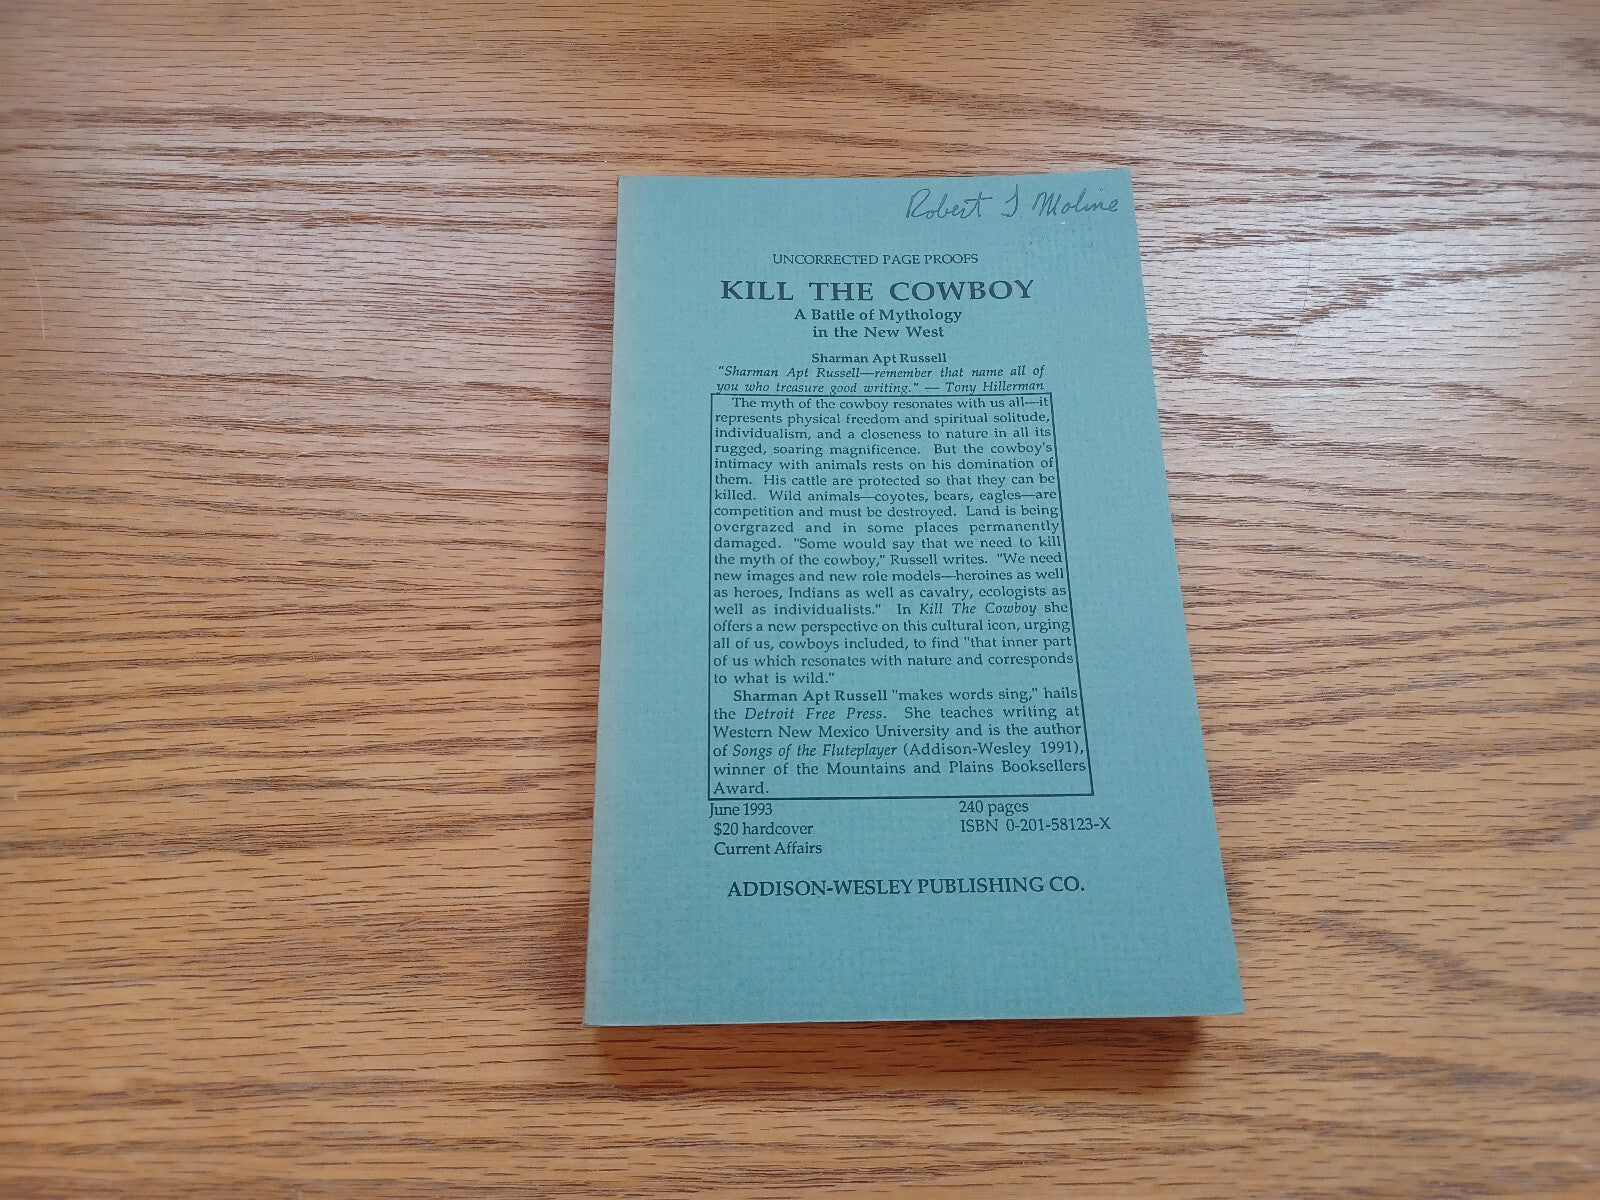 Robert T Moline
UNCORRECTED PAGE PROOFS
KILL THE COWBOY
A Battle of Mythology
in the New West
Sharman Apt Russell
"Sharman Apt Russell—remember that name all of
you who treasure good writing." — Tony Hillerman
The myth of the cowboy resonates with us all—it
represents physical freedom and spiritual solitude,
individualism, and a closeness to nature in all its
rugged, soaring magnificence. But the cowboy's
intimacy with animals rests on his domination of
them. His cattle are protected so that they can be
killed. Wild animals—coyotes, bears, eagles—are
competition and must be destroyed. Land is being
overgrazed and in some places permanently
damaged. "Some would say that we need to kill
the myth of the cowboy," Russell writes. "We need
new images and new role models—heroines as well
as heroes, Indians as well as cavalry, ecologists as
well as individualists." In Kill The Cowboy she
offers a new perspective on this cultural icon, urging
all of us, cowboys included, to find "that inner part
of us which resonates with nature and corresponds
to what is wild."
Sharman Apt Russell "makes words sing," hails
the Detroit Free Press. She teaches writing at
Western New Mexico University and is the author
of Songs of the Fluteplayer (Addison-Wesley 1991),
winner of the Mountains and Plains Booksellers
Award.
June 1993 240 pages
$20 hardcover ISBN 0-201-58123-X
Current Affairs
ADDISON-WESLEY PUBLISHING CO.